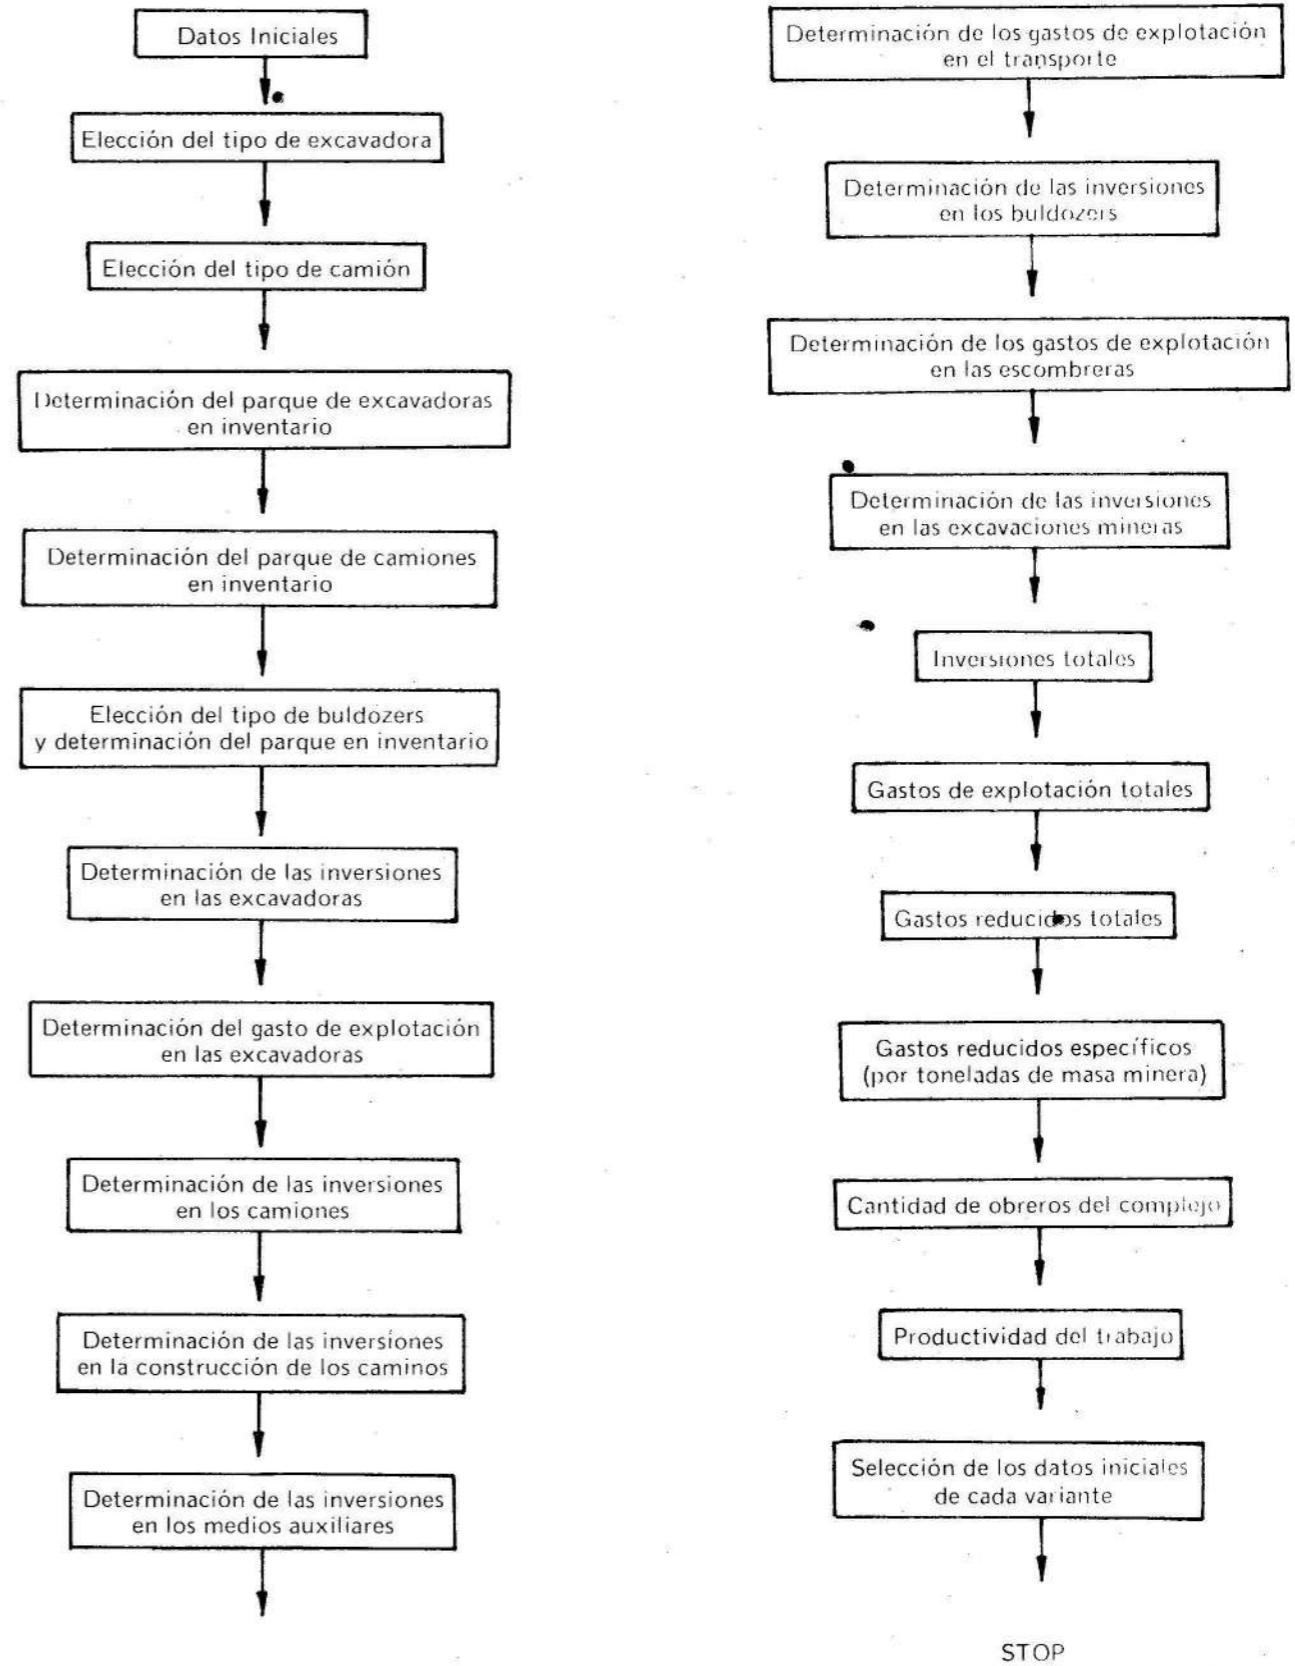 Datos Iniciales
Elección del tipo de excavadora
Elección del tipo de camión
Determinación del parque de excavadoras
en inventario
Determinación del parque de camiones
en inventario
Elección del tipo de buldozers
y determinación del parque en inventario
Determinación de las inversiones
en las excavadoras
Determinación del gasto de explotación
en las excavadoras
Determinación de las inversiones
en los camiones
Determinación de las inversiones
en la construcción de los caminos
Determinación de las inversiones
en los medios auxiliares
Determinación de los gastos de explotación
en el transporte
Determinación de las inversiones
en los buldozers
Determinación de los gastos de explotación
en las escombreras
Determinación de las inversiones
en las excavaciones mineras
Inversiones totales
Gastos de explotación totales
Gastos reducidos totales
Gastos reducidos específicos
(por toneladas de masa minera)
Cantidad de obreros del complejo
Productividad del trabajo
Selección de los datos iniciales
de cada variante
STOP